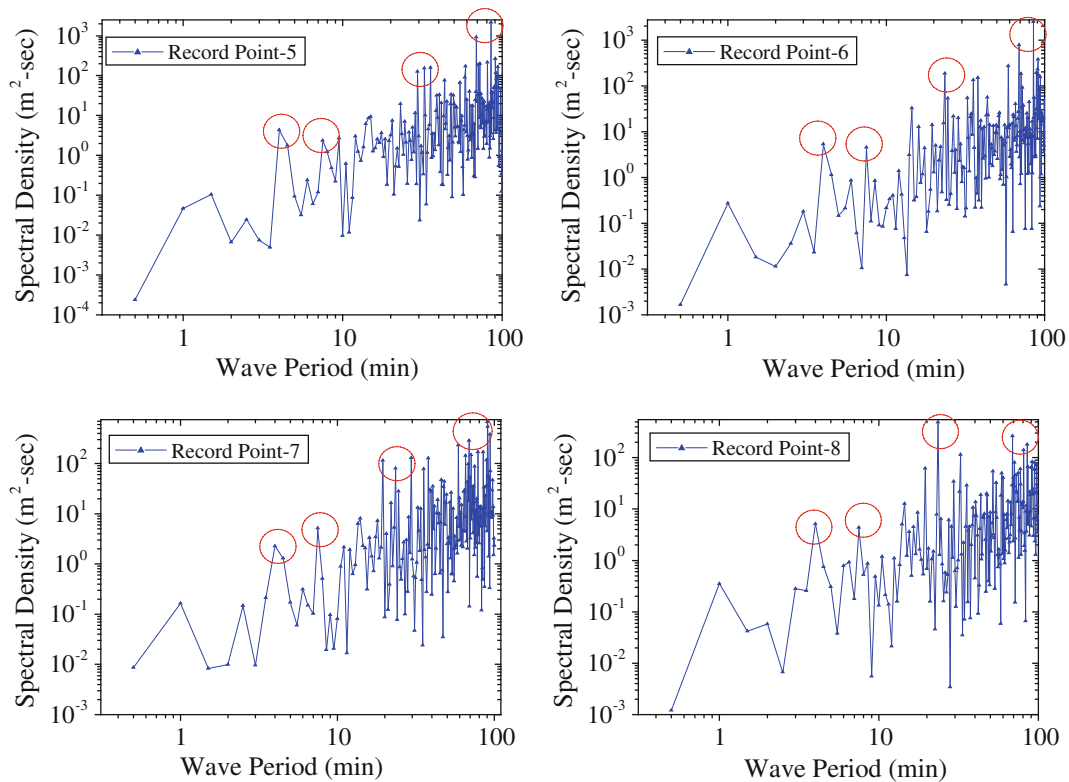 Record Point-5
Spectral Density (m²-sec)
10³
10²
10¹
10⁰
10⁻¹
10⁻²
10⁻³
10⁻⁴
1 10 100
Wave Period (min)
Record Point-6
Spectral Density (m²-sec)
10³
10²
10¹
10⁰
10⁻¹
10⁻²
10⁻³
1 10 100
Wave Period (min)
Record Point-7
Spectral Density (m²-sec)
10²
10¹
10⁰
10⁻¹
10⁻²
10⁻³
1 10 100
Wave Period (min)
Record Point-8
Spectral Density (m²-sec)
10²
10¹
10⁰
10⁻¹
10⁻²
10⁻³
1 10 100
Wave Period (min)